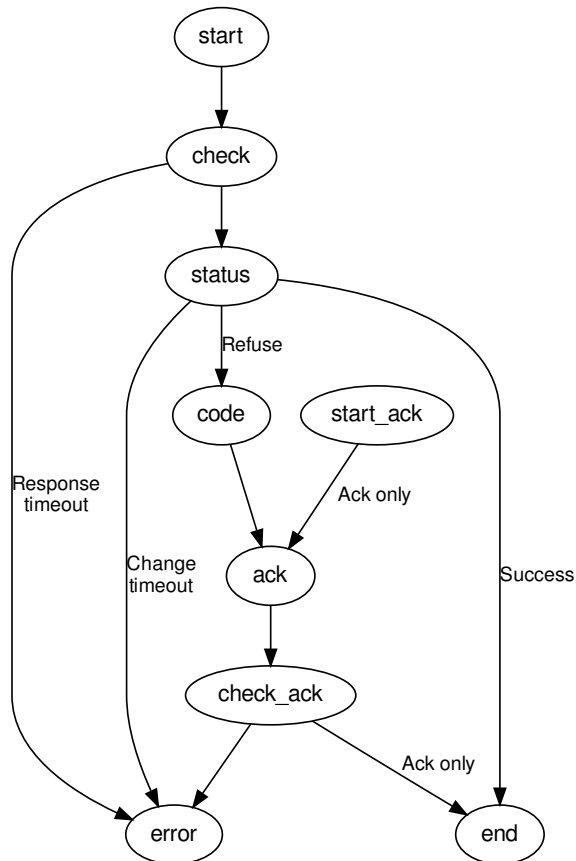 start
check
status
Refuse
code
start_ack
Response
timeout
Ack only
Change
timeout
ack
Success
check_ack
Ack only
error
end